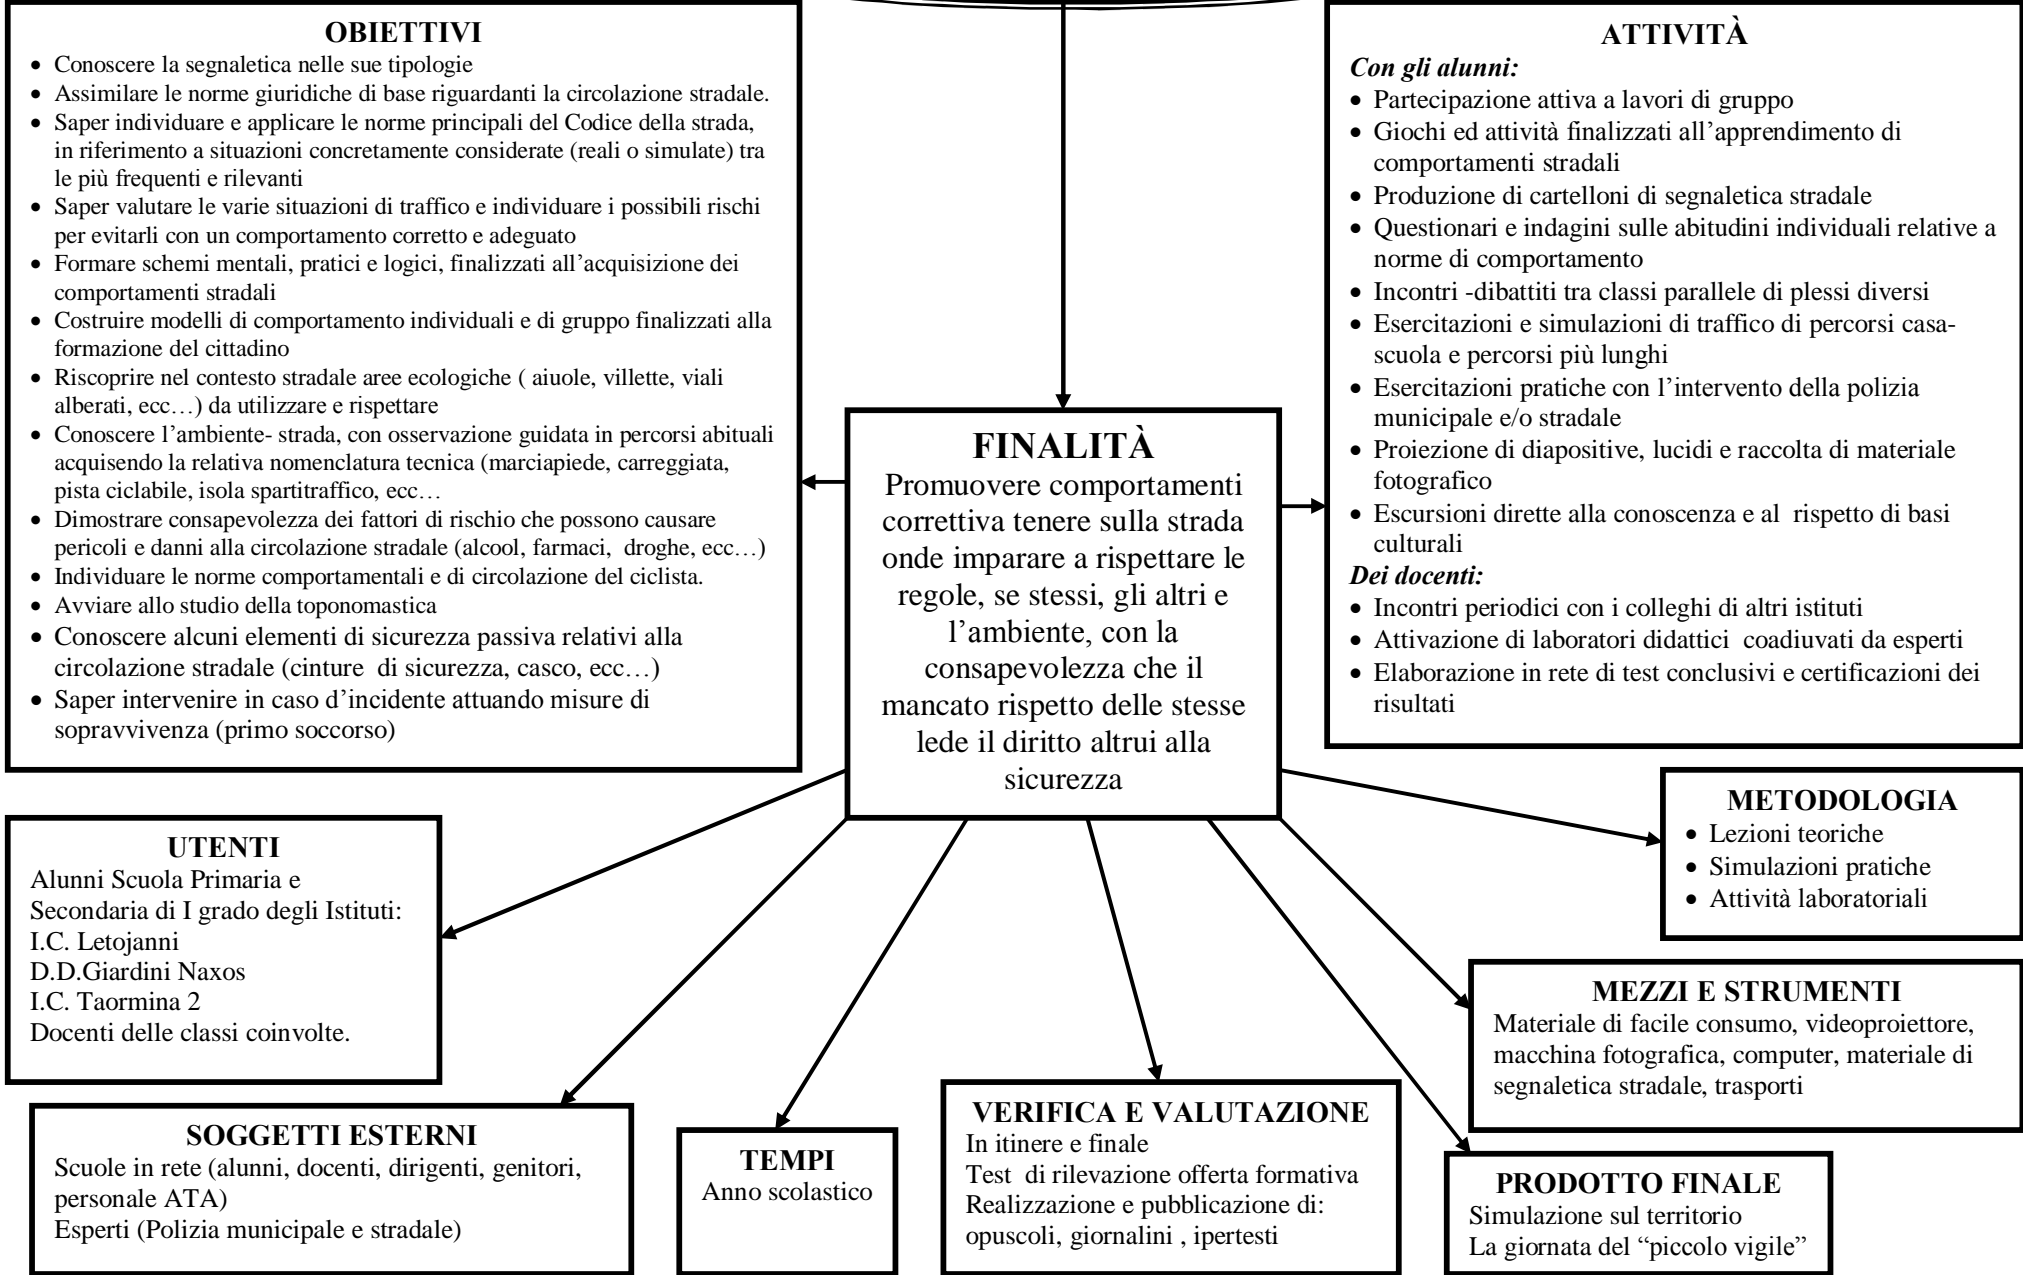 OBIETTIVI
• Conoscere la segnaletica nelle sue tipologie
• Assimilare le norme giuridiche di base riguardanti la circolazione stradale.
• Saper individuare e applicare le norme principali del Codice della strada,
in riferimento a situazioni concretamente considerate (reali o simulate) tra
le più frequenti e rilevanti
• Saper valutare le varie situazioni di traffico e individuare i possibili rischi
per evitarli con un comportamento corretto e adeguato
• Formare schemi mentali, pratici e logici, finalizzati all’acquisizione dei
comportamenti stradali
• Costruire modelli di comportamento individuali e di gruppo finalizzati alla
formazione del cittadino
• Riscoprire nel contesto stradale aree ecologiche ( aiuole, villette, viali
alberati, ecc…) da utilizzare e rispettare
• Conoscere l’ambiente- strada, con osservazione guidata in percorsi abituali
acquisendo la relativa nomenclatura tecnica (marciapiede, carreggiata,
pista ciclabile, isola spartitraffico, ecc…
• Dimostrare consapevolezza dei fattori di rischio che possono causare
pericoli e danni alla circolazione stradale (alcool, farmaci,  droghe, ecc…)
• Individuare le norme comportamentali e di circolazione del ciclista.
• Avviare allo studio della toponomastica
• Conoscere alcuni elementi di sicurezza passiva relativi alla
circolazione stradale (cinture  di sicurezza, casco, ecc…)
• Saper intervenire in caso d’incidente attuando misure di
sopravvivenza (primo soccorso)
FINALITÀ
Promuovere comportamenti
correttiva tenere sulla strada
onde imparare a rispettare le
regole, se stessi, gli altri e
l’ambiente, con la
consapevolezza che il
mancato rispetto delle stesse
lede il diritto altrui alla
sicurezza
ATTIVITÀ
Con gli alunni:
• Partecipazione attiva a lavori di gruppo
• Giochi ed attività finalizzati all’apprendimento di
comportamenti stradali
• Produzione di cartelloni di segnaletica stradale
• Questionari e indagini sulle abitudini individuali relative a
norme di comportamento
• Incontri -dibattiti tra classi parallele di plessi diversi
• Esercitazioni e simulazioni di traffico di percorsi casa-
scuola e percorsi più lunghi
• Esercitazioni pratiche con l’intervento della polizia
municipale e/o stradale
• Proiezione di diapositive, lucidi e raccolta di materiale
fotografico
• Escursioni dirette alla conoscenza e al  rispetto di basi
culturali
Dei docenti:
• Incontri periodici con i colleghi di altri istituti
• Attivazione di laboratori didattici  coadiuvati da esperti
• Elaborazione in rete di test conclusivi e certificazioni dei
risultati
UTENTI
Alunni Scuola Primaria e
Secondaria di I grado degli Istituti:
I.C. Letojanni
D.D.Giardini Naxos
I.C. Taormina 2
Docenti delle classi coinvolte.
METODOLOGIA
• Lezioni teoriche
• Simulazioni pratiche
• Attività laboratoriali
MEZZI E STRUMENTI
Materiale di facile consumo, videoproiettore,
macchina fotografica, computer, materiale di
segnaletica stradale, trasporti
SOGGETTI ESTERNI
Scuole in rete (alunni, docenti, dirigenti, genitori,
personale ATA)
Esperti (Polizia municipale e stradale)
TEMPI
Anno scolastico
VERIFICA E VALUTAZIONE
In itinere e finale
Test  di rilevazione offerta formativa
Realizzazione e pubblicazione di:
opuscoli, giornalini , ipertesti
PRODOTTO FINALE
Simulazione sul territorio
La giornata del “piccolo vigile”